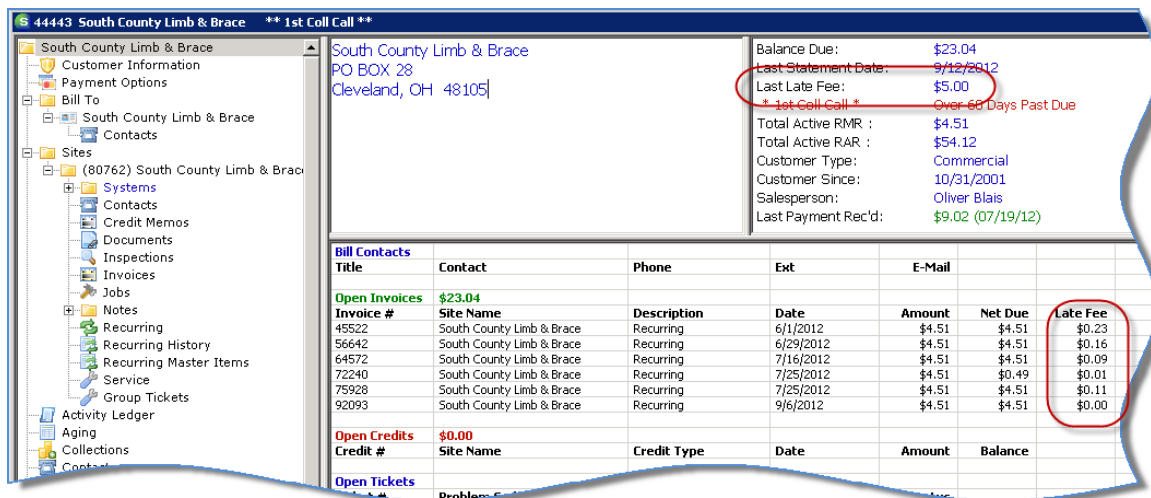 44443 South County Limb & Brace ** 1st Coll Call **
South County Limb & Brace
Customer Information
Payment Options
Bill To
South County Limb & Brace
Contacts
Sites
(80762) South County Limb & Brac
Systems
Contacts
Credit Memos
Documents
Inspections
Invoices
Jobs
Notes
Recurring
Recurring History
Recurring Master Items
Service
Group Tickets
Activity Ledger
Aging
Collections
South County Limb & Brace
PO BOX 28
Cleveland, OH 48105
Balance Due: $23.04
Last Statement Date: 9/12/2012
Last Late Fee: $5.00
* 1st Coll Call * Over 60 Days Past Due
Total Active RMR : $4.51
Total Active RAR : $54.12
Customer Type: Commercial
Customer Since: 10/31/2001
Salesperson: Oliver Blais
Last Payment Rec'd: $9.02 (07/19/12)
Bill Contacts
Title Contact Phone Ext E-Mail
Open Invoices $23.04
Invoice # Site Name Description Date Amount Net Due Late Fee
45522 South County Limb & Brace Recurring 6/1/2012 $4.51 $4.51 $0.23
56642 South County Limb & Brace Recurring 6/29/2012 $4.51 $4.51 $0.16
64572 South County Limb & Brace Recurring 7/16/2012 $4.51 $4.51 $0.09
72240 South County Limb & Brace Recurring 7/25/2012 $4.51 $0.49 $0.01
75928 South County Limb & Brace Recurring 7/25/2012 $4.51 $4.51 $0.11
92093 South County Limb & Brace Recurring 9/6/2012 $4.51 $4.51 $0.00
Open Credits $0.00
Credit # Site Name Credit Type Date Amount Balance
Open Tickets